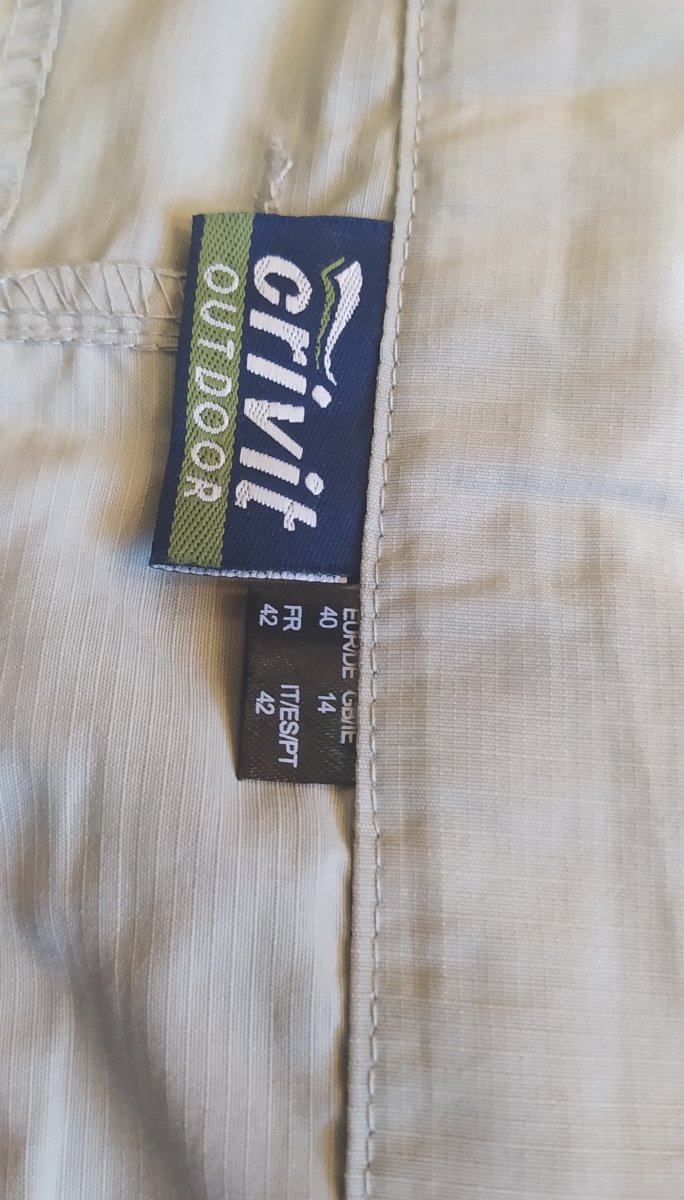 crivit
OUTDOOR
EUR/DE GB/IE
40 14
FR IT/ES/PT
42 42